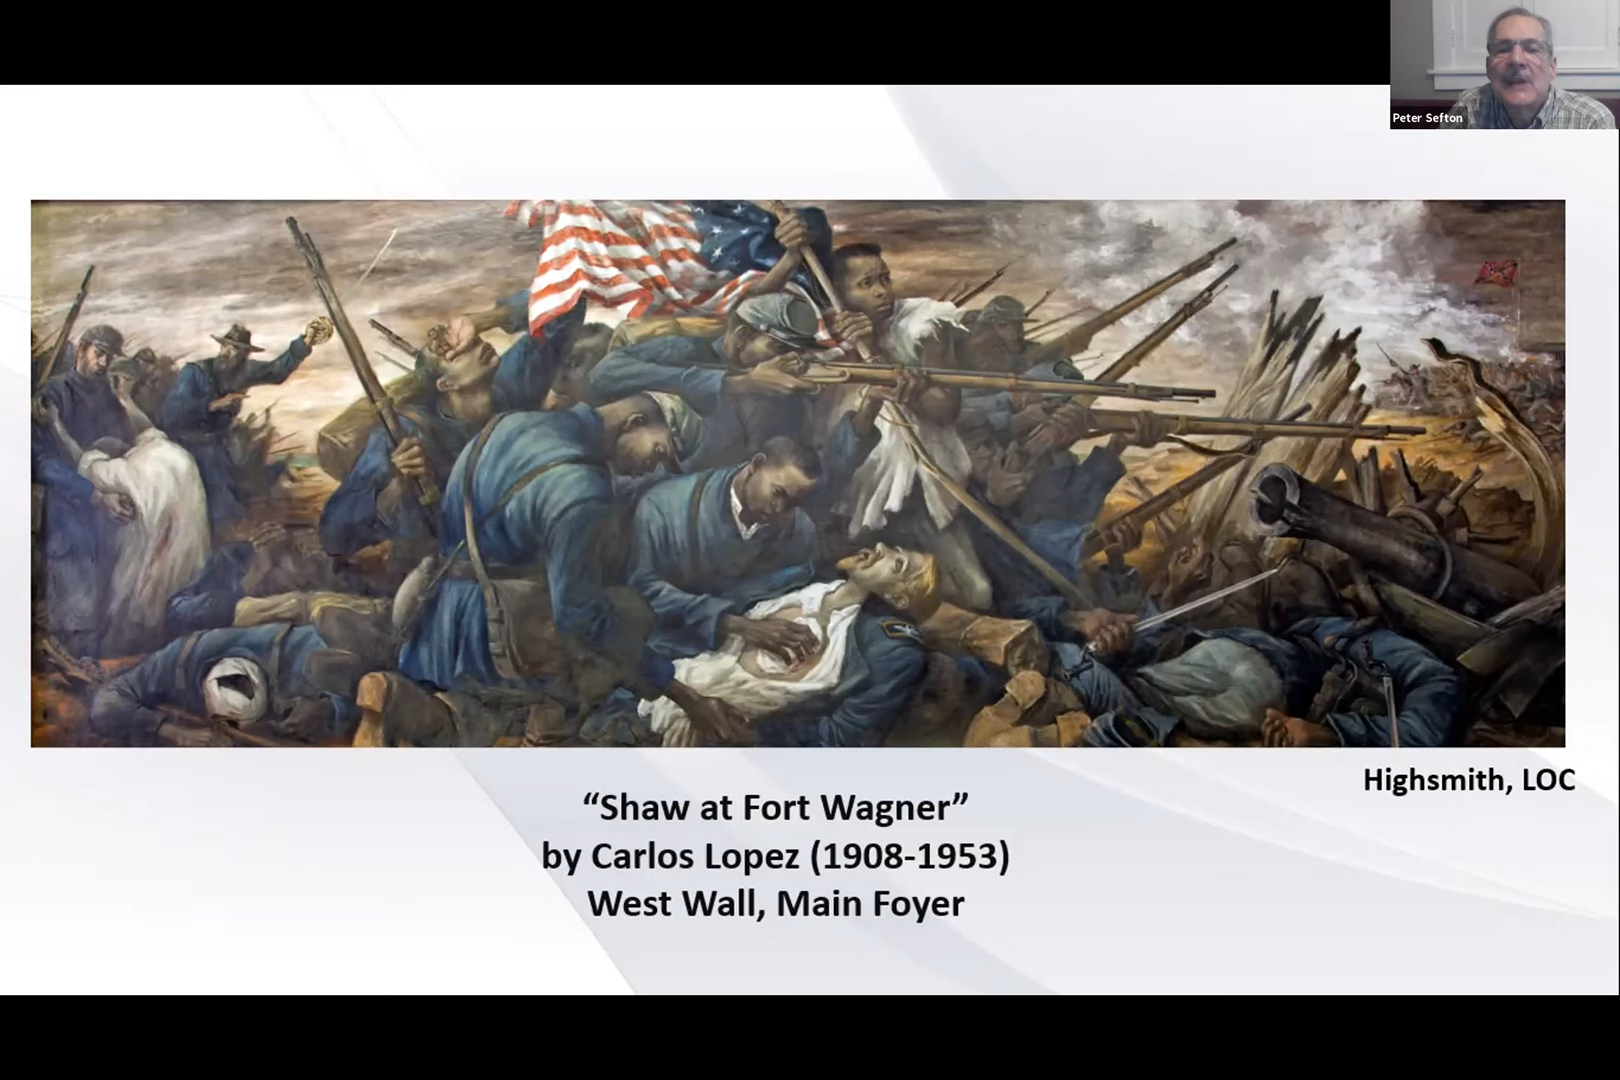 Peter Sefton
Highsmith, LOC
“Shaw at Fort Wagner”
by Carlos Lopez (1908-1953)
West Wall, Main Foyer